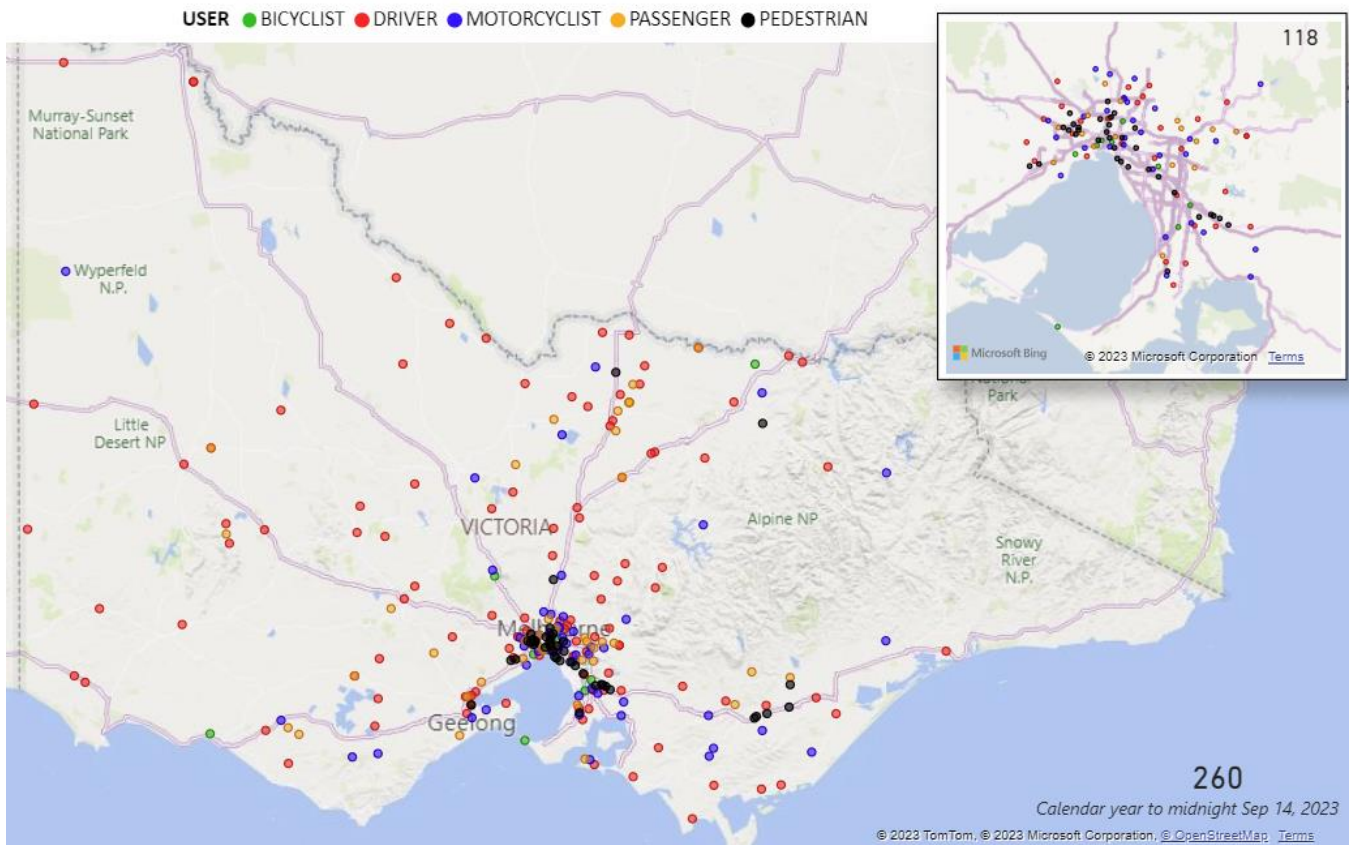 USER BICYCLIST DRIVER MOTORCYCLIST PASSENGER PEDESTRIAN
118
Microsoft Bing
© 2023 Microsoft Corporation Terms
Murray-Sunset
National Park
Wyperfeld
N.P.
Little
Desert NP
National
Park
VICTORIA
Alpine NP
Snowy
River
N.P.
Melbourne
Geelong
260
Calendar year to midnight Sep 14, 2023
© 2023 TomTom, © 2023 Microsoft Corporation, © OpenStreetMap Terms